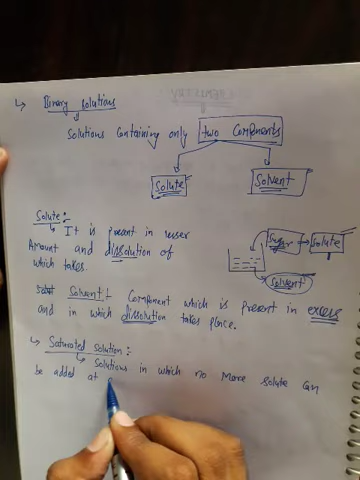 ↳ Binary Solutions
↳ Solutions Containing only two Components
Solute Solvent
Solute:-
↳ It is present in lesser
Amount and dissolution of
which takes.
Sugar → Solute
Solvent
Solvent :- Component which is present in excess
and in which dissolution takes place.
↳ Saturated Solution:-
↳ Solutions in which no more solute Can
be added at